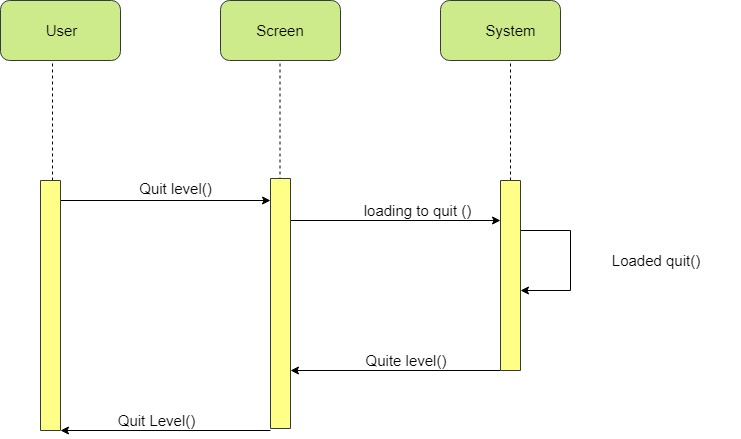 User
Screen
System
Quit level()
loading to quit ()
Loaded quit()
Quite level()
Quit Level()